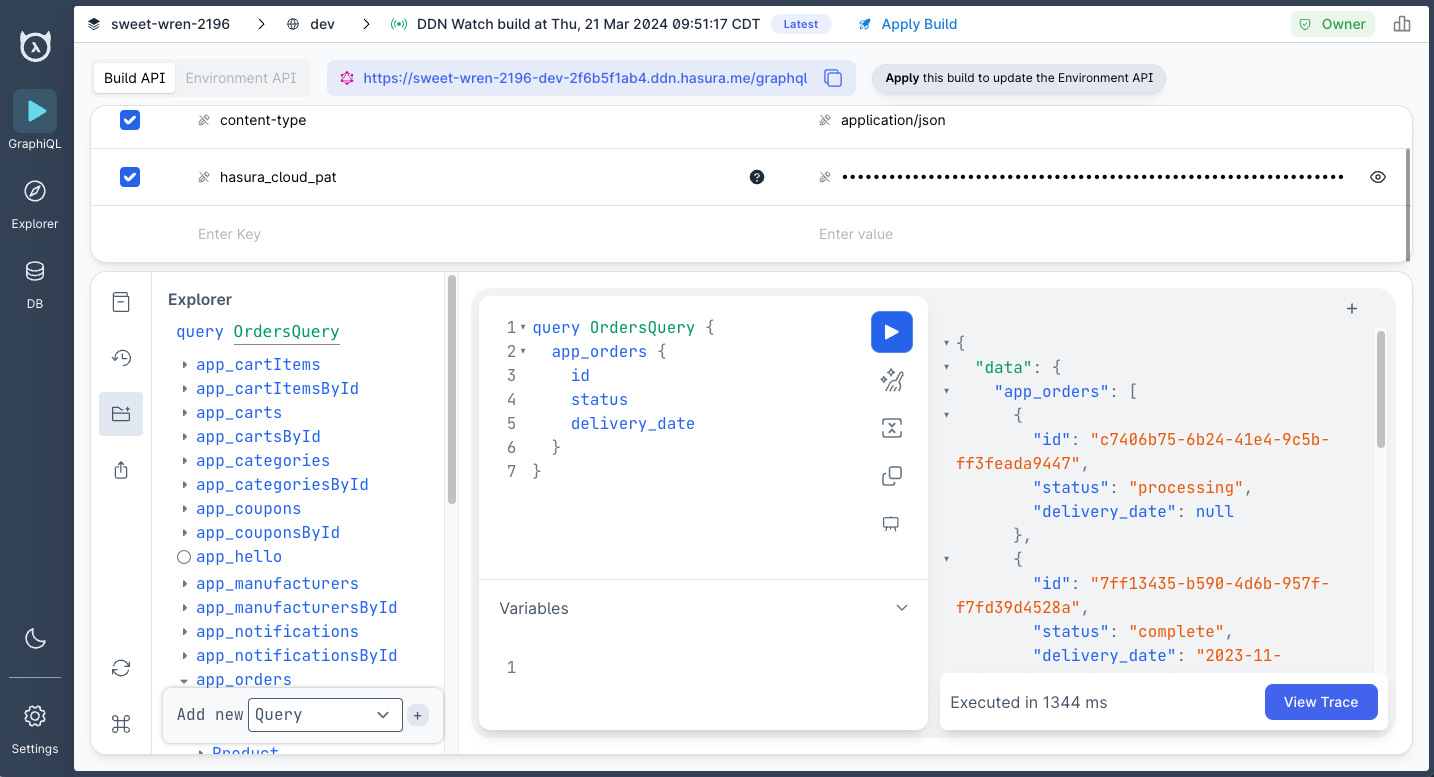 sweet-wren-2196
dev
DDN Watch build at Thu, 21 Mar 2024 09:51:17 CDT
Latest
Apply Build
Owner
GraphiQL
Explorer
DB
Settings
Build API
Environment API
https://sweet-wren-2196-dev-2f6b5f1ab4.ddn.hasura.me/graphql
Apply this build to update the Environment API
content-type
application/json
hasura_cloud_pat
?
••••••••••••••••••••••••••••••••••••••••••••••••••••••••••••••••
Enter Key
Enter value
Explorer
query OrdersQuery
app_cartItems
app_cartItemsById
app_carts
app_cartsById
app_categories
app_categoriesById
app_coupons
app_couponsById
app_hello
app_manufacturers
app_manufacturersById
app_notifications
app_notificationsById
app_orders
Add new Query +
Product
1 query OrdersQuery {
2 app_orders {
3 id
4 status
5 delivery_date
6 }
7 }
Variables
1
+
{
"data": {
"app_orders": [
{
"id": "c7406b75-6b24-41e4-9c5b-
ff3feada9447",
"status": "processing",
"delivery_date": null
},
{
"id": "7ff13435-b590-4d6b-957f-
f7fd39d4528a",
"status": "complete",
"delivery_date": "2023-11-
Executed in 1344 ms
View Trace